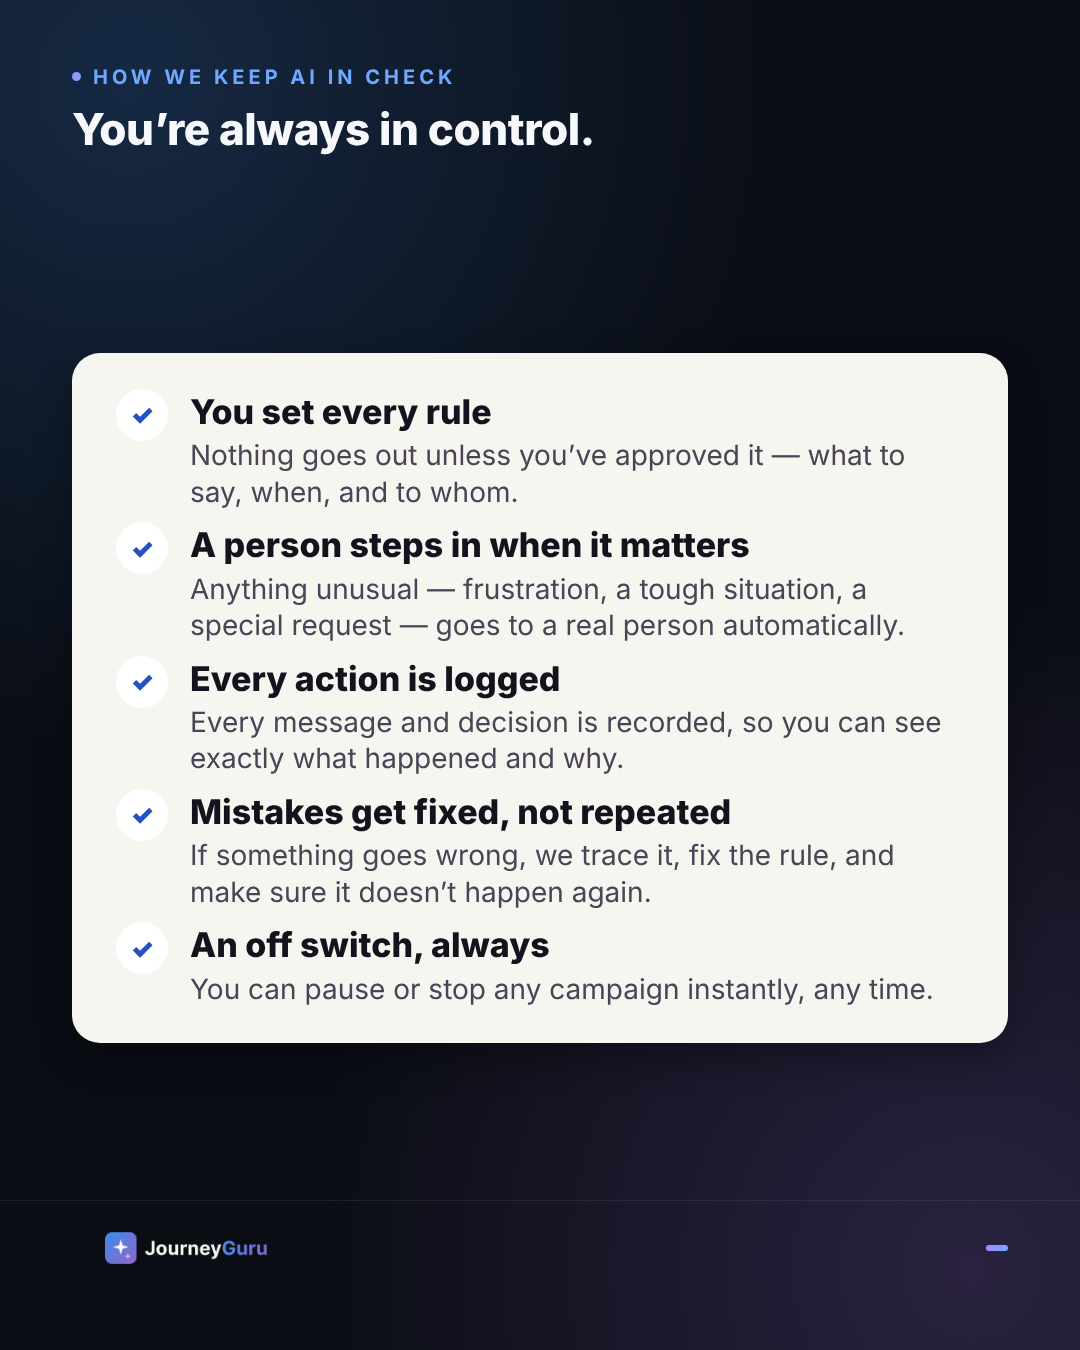 HOW WE KEEP AI IN CHECK
You’re always in control.
You set every rule
Nothing goes out unless you’ve approved it — what to
say, when, and to whom.
A person steps in when it matters
Anything unusual — frustration, a tough situation, a
special request — goes to a real person automatically.
Every action is logged
Every message and decision is recorded, so you can see
exactly what happened and why.
Mistakes get fixed, not repeated
If something goes wrong, we trace it, fix the rule, and
make sure it doesn’t happen again.
An off switch, always
You can pause or stop any campaign instantly, any time.
JourneyGuru